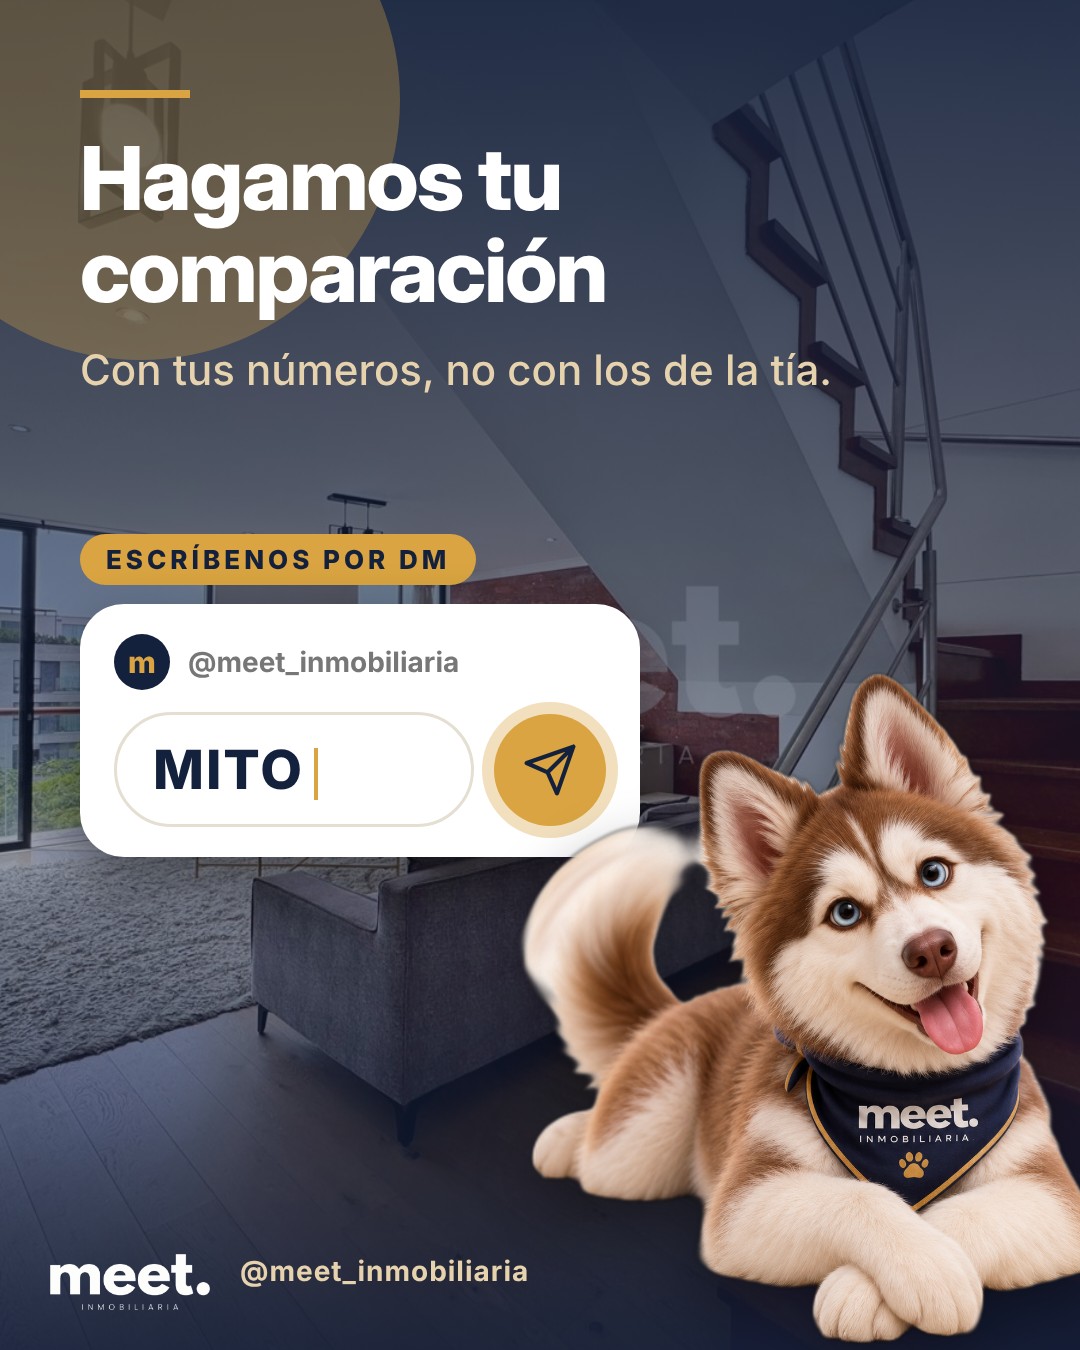 Hagamos tu
comparación
Con tus números, no con los de la tía.
ESCRÍBENOS POR DM
m @meet_inmobiliaria
MITO
meet.
INMOBILIARIA
meet.
INMOBILIARIA
@meet_inmobiliaria